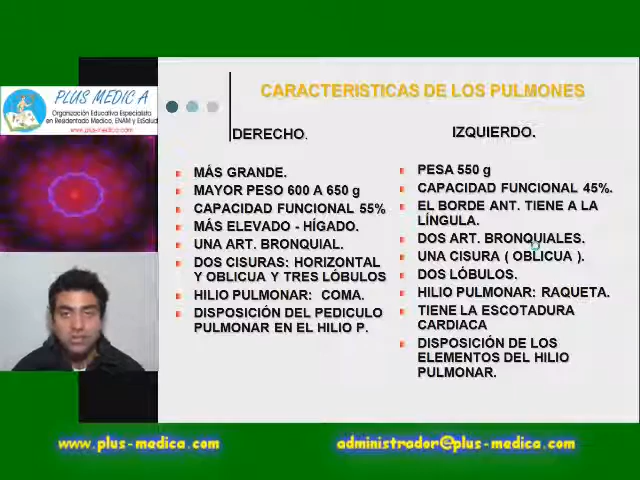 PLUS MEDIC A
Organización Educativa Especialista
en Residentado Medico, ENAM y EsSalud
www.plus-medica.com
CARACTERISTICAS DE LOS PULMONES
DERECHO.
MÁS GRANDE.
MAYOR PESO 600 A 650 g
CAPACIDAD FUNCIONAL 55%
MÁS ELEVADO - HÍGADO.
UNA ART. BRONQUIAL.
DOS CISURAS: HORIZONTAL
Y OBLICUA Y TRES LÓBULOS
HILIO PULMONAR: COMA.
DISPOSICIÓN DEL PEDICULO
PULMONAR EN EL HILIO P.
IZQUIERDO.
PESA 550 g
CAPACIDAD FUNCIONAL 45%.
EL BORDE ANT. TIENE A LA
LÍNGULA.
DOS ART. BRONQUIALES.
UNA CISURA ( OBLICUA ).
DOS LÓBULOS.
HILIO PULMONAR: RAQUETA.
TIENE LA ESCOTADURA
CARDIACA
DISPOSICIÓN DE LOS
ELEMENTOS DEL HILIO
PULMONAR.
www.plus-medica.com
administrador@plus-medica.com